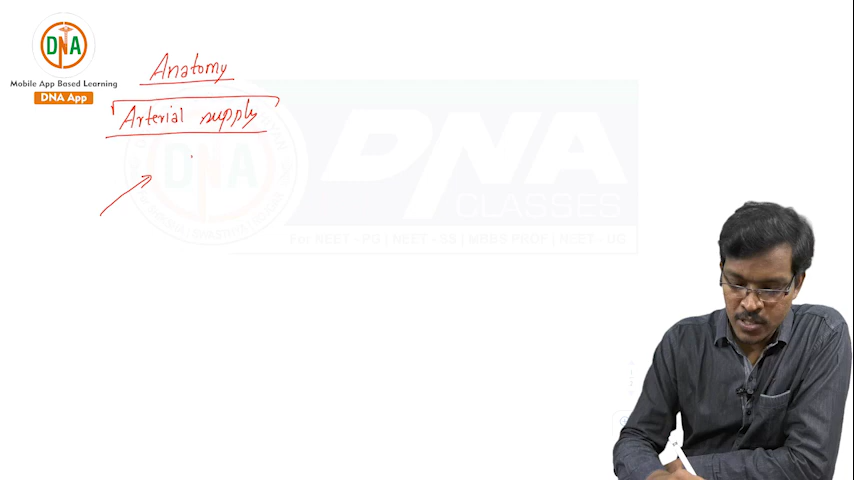 DNA
Mobile App Based Learning
DNA App
Anatomy
Arterial supply
DNA
DNA
CLASSES
For NEET - PG | NEET - SS | MBBS PROF | NEET - UG